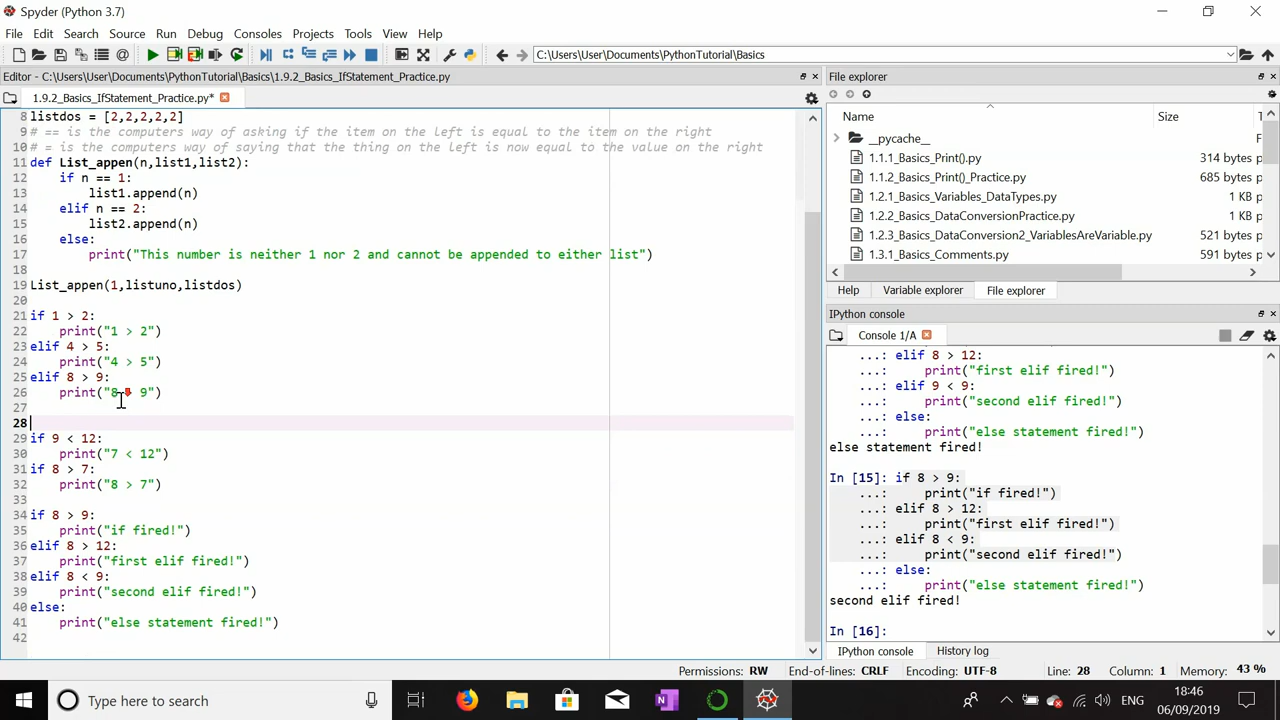 Spyder (Python 3.7)
File Edit Search Source Run Debug Consoles Projects Tools View Help
C:\Users\User\Documents\PythonTutorial\Basics
Editor - C:\Users\User\Documents\PythonTutorial\Basics\1.9.2_Basics_IfStatement_Practice.py
1.9.2_Basics_IfStatement_Practice.py*
8 listdos = [2,2,2,2,2]
9 # == is the computers way of asking if the item on the left is equal to the item on the right
10 # = is the computers way of saying that the thing on the left is now equal to the value on the right
11 def List_appen(n,list1,list2):
12 if n == 1:
13 list1.append(n)
14 elif n == 2:
15 list2.append(n)
16 else:
17 print("This number is neither 1 nor 2 and cannot be appended to either list")
18
19 List_appen(1,listuno,listdos)
20
21 if 1 > 2:
22 print("1 > 2")
23 elif 4 > 5:
24 print("4 > 5")
25 elif 8 > 9:
26 print("8 9")
27
28
29 if 9 < 12:
30 print("7 < 12")
31 if 8 > 7:
32 print("8 > 7")
33
34 if 8 > 9:
35 print("if fired!")
36 elif 8 > 12:
37 print("first elif fired!")
38 elif 8 < 9:
39 print("second elif fired!")
40 else:
41 print("else statement fired!")
42
File explorer
Name Size
__pycache__
1.1.1_Basics_Print().py 314 bytes p
1.1.2_Basics_Print()_Practice.py 685 bytes p
1.2.1_Basics_Variables_DataTypes.py 1 KB p
1.2.2_Basics_DataConversionPractice.py 1 KB p
1.2.3_Basics_DataConversion2_VariablesAreVariable.py 521 bytes p
1.3.1_Basics_Comments.py 591 bytes p
Help Variable explorer File explorer
IPython console
Console 1/A
...: elif 8 > 12:
...: print("first elif fired!")
...: elif 9 < 9:
...: print("second elif fired!")
...: else:
...: print("else statement fired!")
else statement fired!
In [15]: if 8 > 9:
...: print("if fired!")
...: elif 8 > 12:
...: print("first elif fired!")
...: elif 8 < 9:
...: print("second elif fired!")
...: else:
...: print("else statement fired!")
second elif fired!
In [16]:
IPython console History log
Permissions: RW End-of-lines: CRLF Encoding: UTF-8 Line: 28 Column: 1 Memory: 43 %
Type here to search
ENG
18:46
06/09/2019